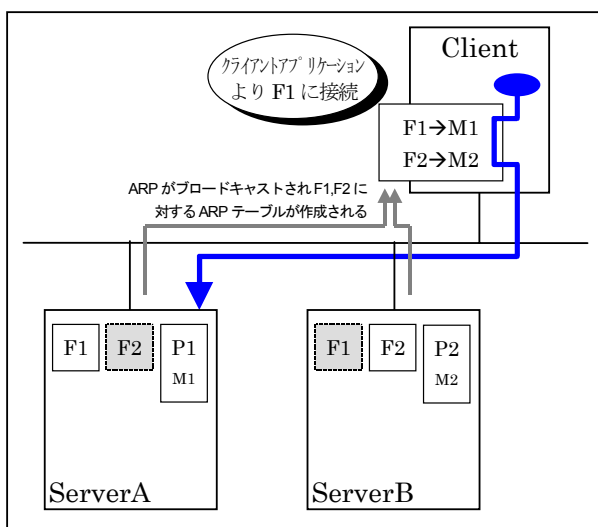 Client
クライアントアプリケーション
より F1 に接続
F1→M1
F2→M2
ARP がブロードキャストされ F1,F2 に
対する ARP テーブルが作成される
F1 F2 P1
M1
F1 F2 P2
M2
ServerA
ServerB